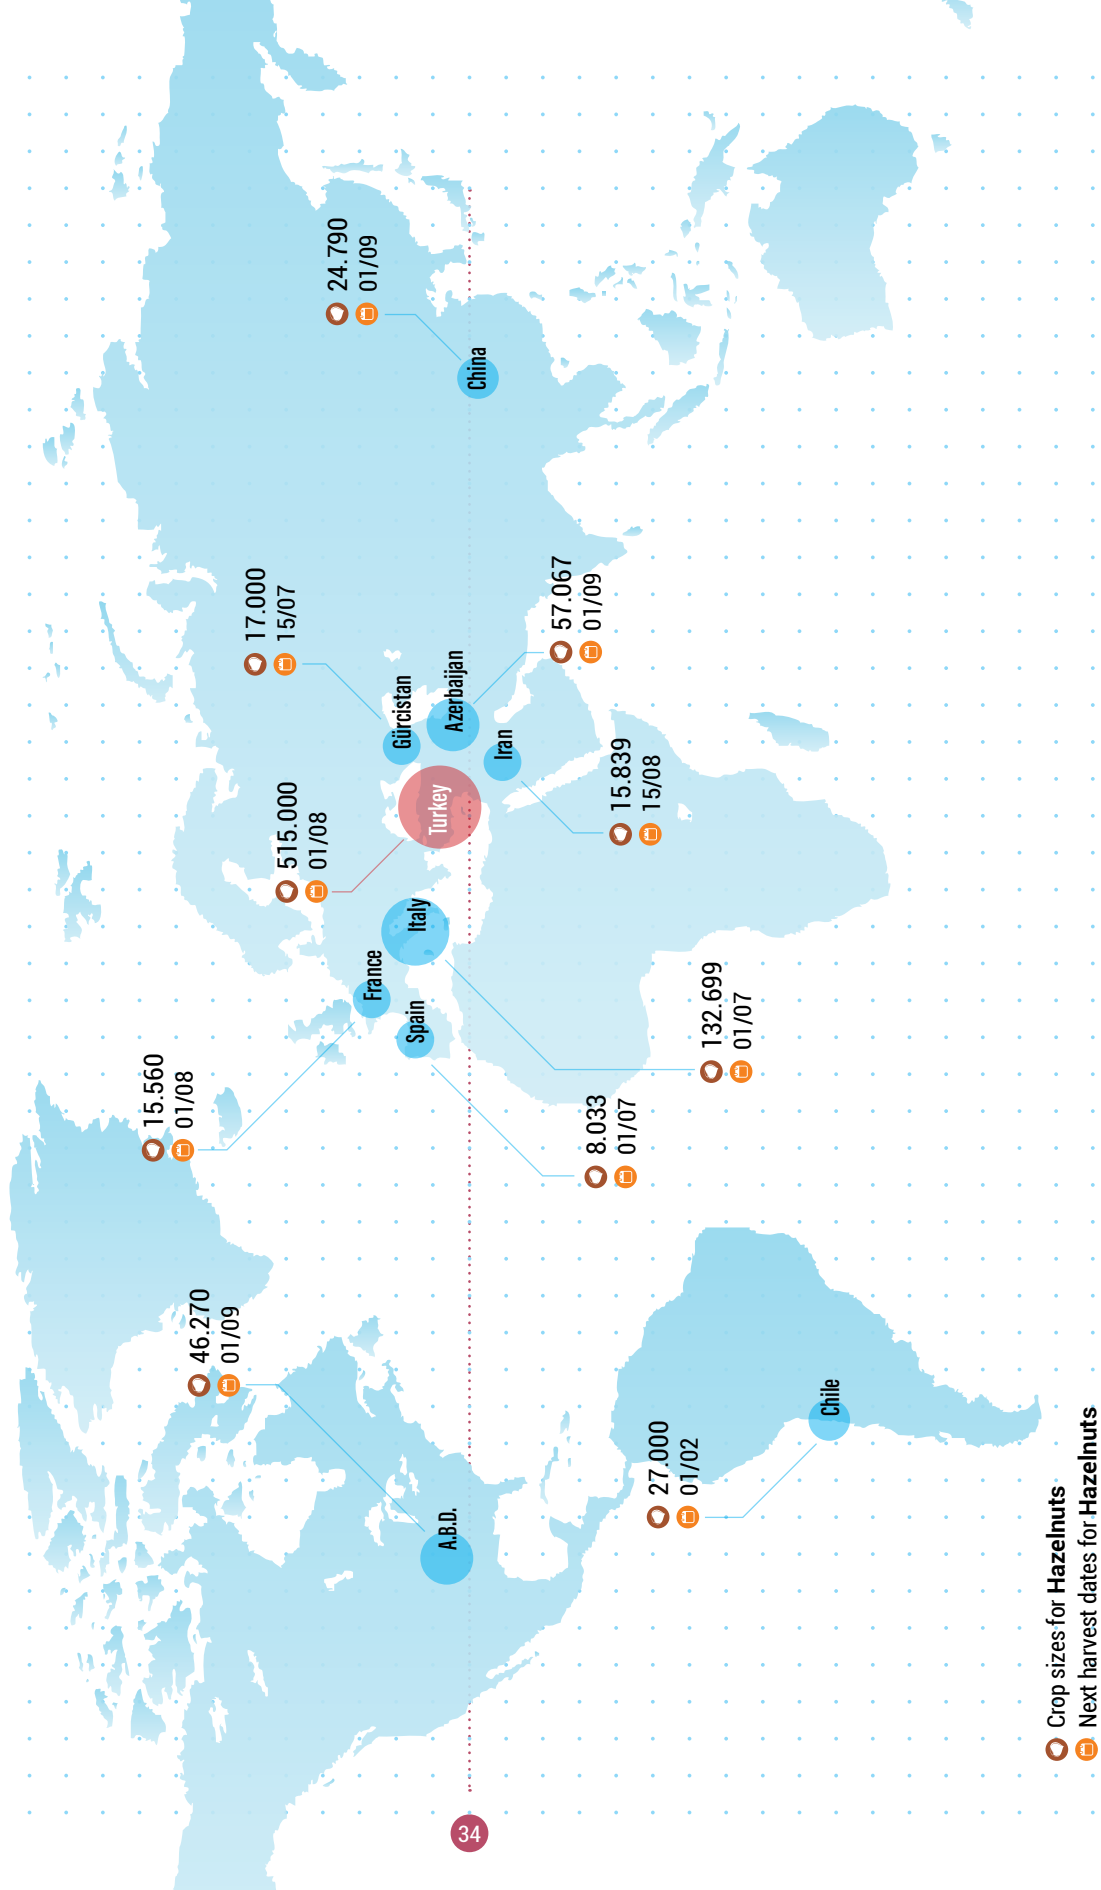 15.560
01/08
46.270
01/09
A.B.D.
27.000
01/02
Chile
France
Spain
8.033
01/07
Italy
132.699
01/07
515.000
01/08
Turkey
17.000
15/07
Gürcistan
Azerbaijan
57.067
01/09
Iran
15.839
15/08
24.790
01/09
China
34
Crop sizes for Hazelnuts
Next harvest dates for Hazelnuts